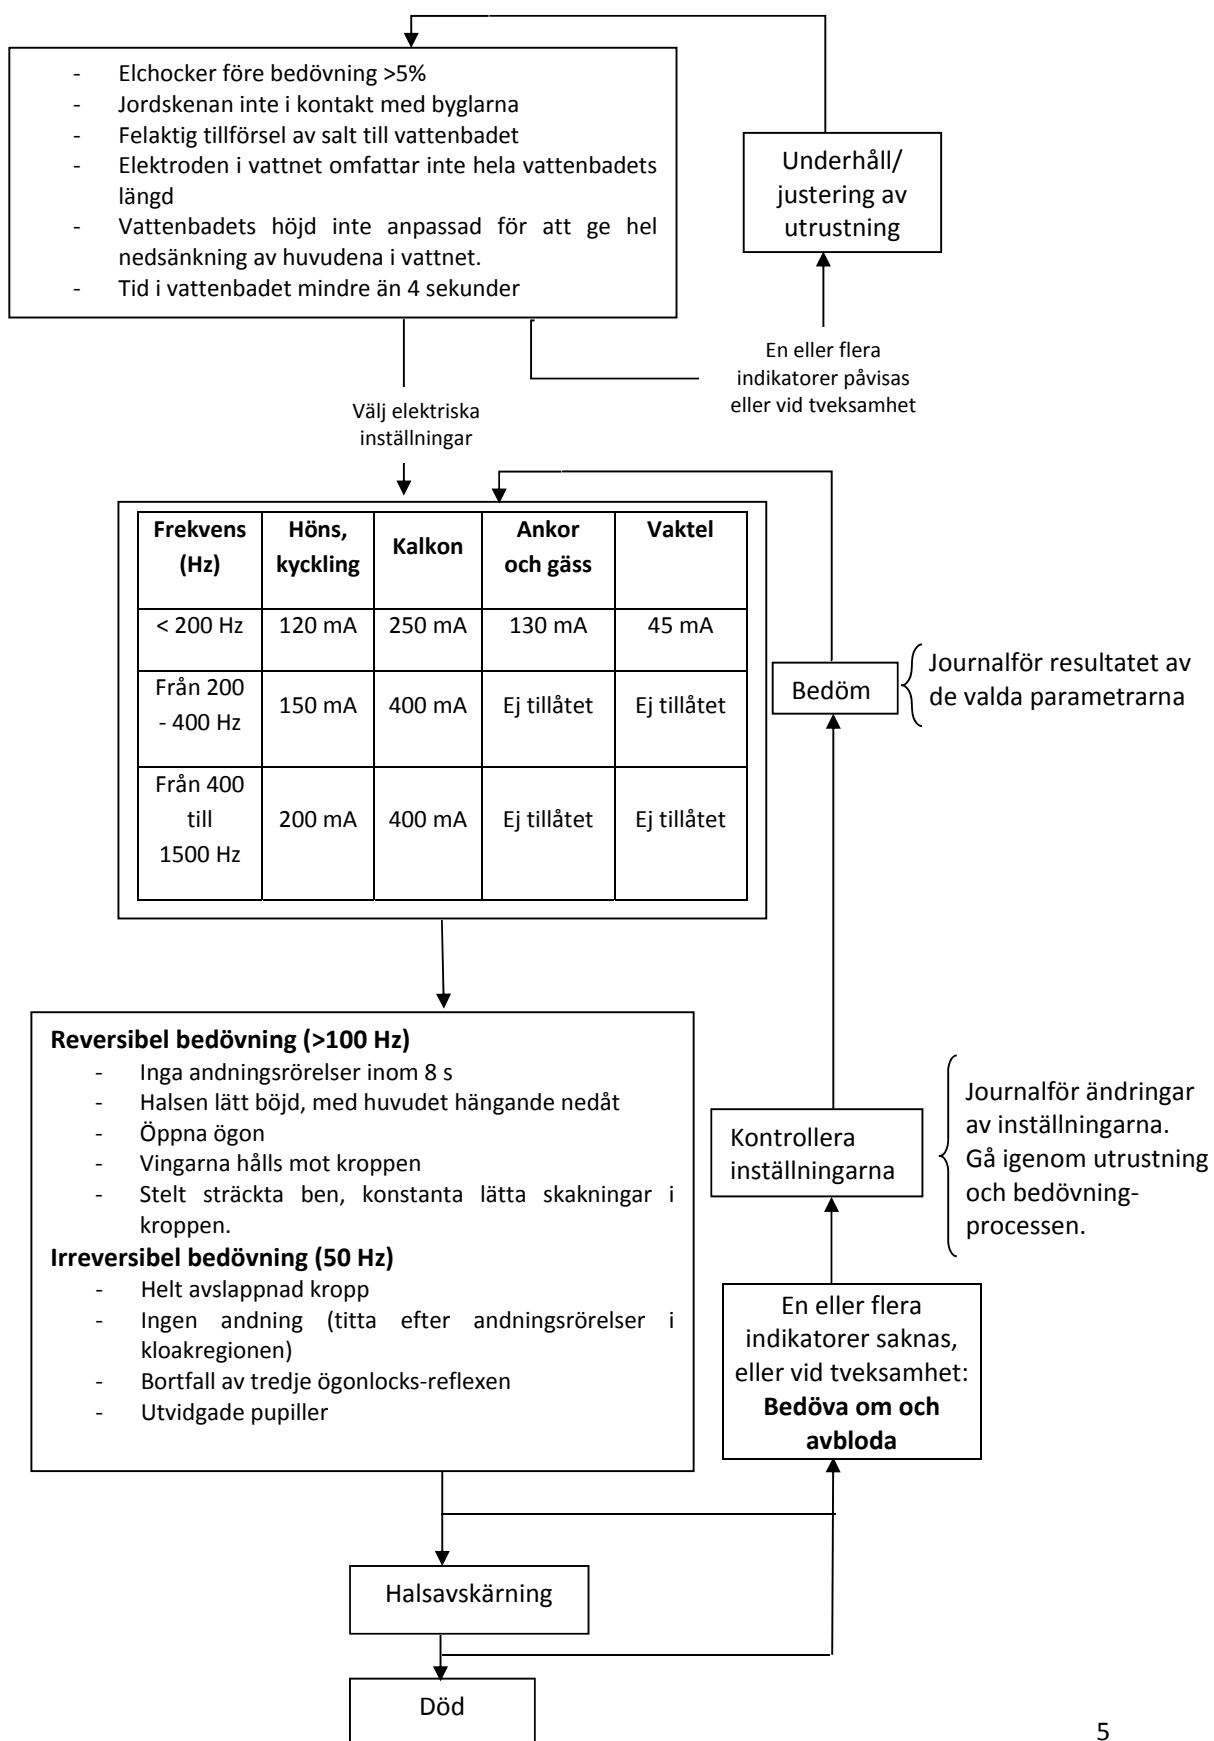 - Elchocker före bedövning >5%
- Jordskenan inte i kontakt med byglarna
- Felaktig tillförsel av salt till vattenbadet
- Elektroden i vattnet omfattar inte hela vattenbadets
längd
- Vattenbadets höjd inte anpassad för att ge hel
nedsänkning av huvudena i vattnet.
- Tid i vattenbadet mindre än 4 sekunder
Underhåll/
justering av
utrustning
En eller flera
indikatorer påvisas
eller vid tveksamhet
Välj elektriska
inställningar
Frekvens
(Hz)
Höns,
kyckling
Kalkon
Ankor
och gäss
Vaktel
< 200 Hz
120 mA
250 mA
130 mA
45 mA
Från 200
- 400 Hz
150 mA
400 mA
Ej tillåtet
Ej tillåtet
Från 400
till
1500 Hz
200 mA
400 mA
Ej tillåtet
Ej tillåtet
Bedöm
Journalför resultatet av
de valda parametrarna
Reversibel bedövning (>100 Hz)
- Inga andningsrörelser inom 8 s
- Halsen lätt böjd, med huvudet hängande nedåt
- Öppna ögon
- Vingarna hålls mot kroppen
- Stelt sträckta ben, konstanta lätta skakningar i
kroppen.
Irreversibel bedövning (50 Hz)
- Helt avslappnad kropp
- Ingen andning (titta efter andningsrörelser i
kloakregionen)
- Bortfall av tredje ögonlocks-reflexen
- Utvidgade pupiller
Kontrollera
inställningarna
Journalför ändringar
av inställningarna.
Gå igenom utrustning
och bedövning-
processen.
En eller flera
indikatorer saknas,
eller vid tveksamhet:
Bedöva om och
avbloda
Halsavskärning
Död
5